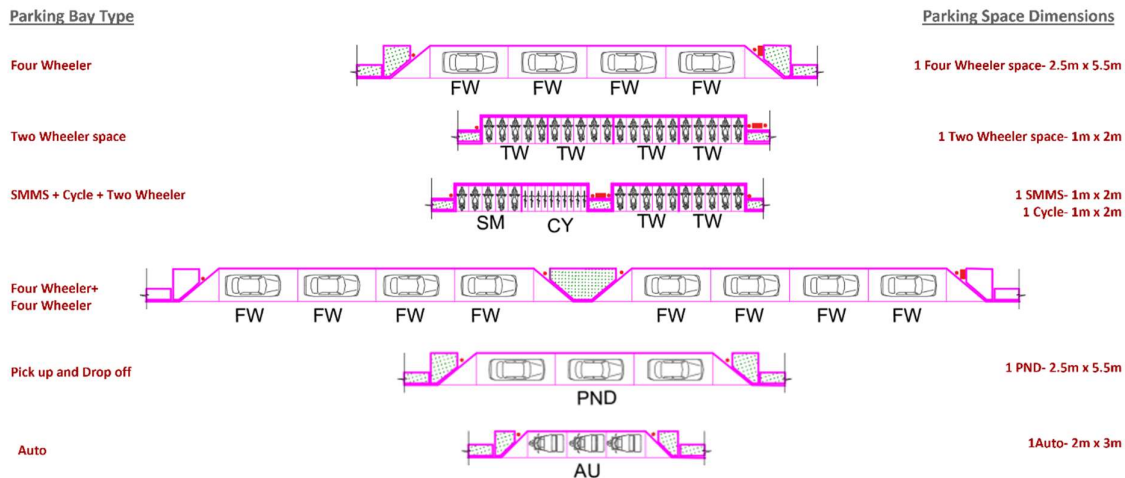 Parking Bay Type
Parking Space Dimensions
Four Wheeler
FW FW FW FW
1 Four Wheeler space- 2.5m x 5.5m
Two Wheeler space
TW TW TW TW
1 Two Wheeler space- 1m x 2m
SMMS + Cycle + Two Wheeler
SM CY TW TW
1 SMMS- 1m x 2m
1 Cycle- 1m x 2m
Four Wheeler+
Four Wheeler
FW FW FW FW FW FW FW FW
Pick up and Drop off
PND
1 PND- 2.5m x 5.5m
Auto
AU
1Auto- 2m x 3m